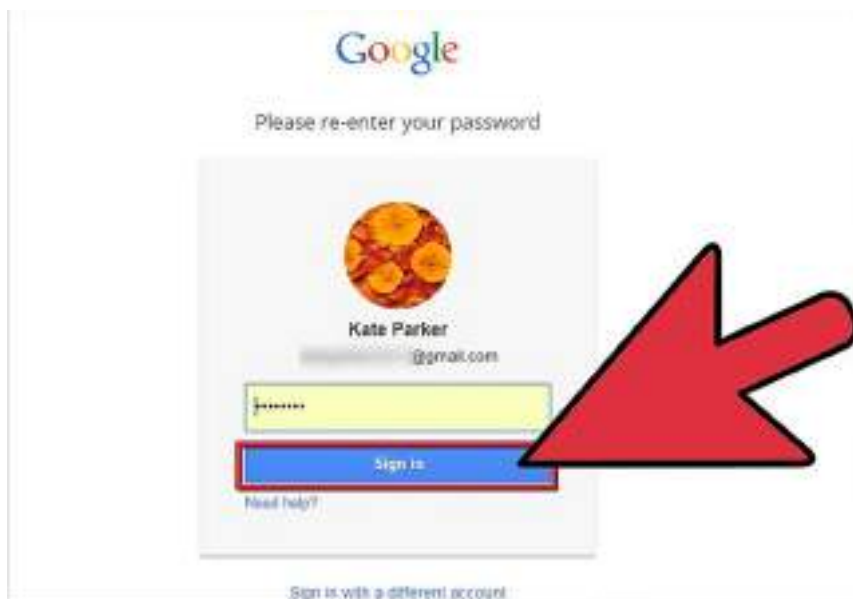 Google
Please re-enter your password
Kate Parker
@gmail.com
••••••••
Sign in
Need help?
Sign in with a different account